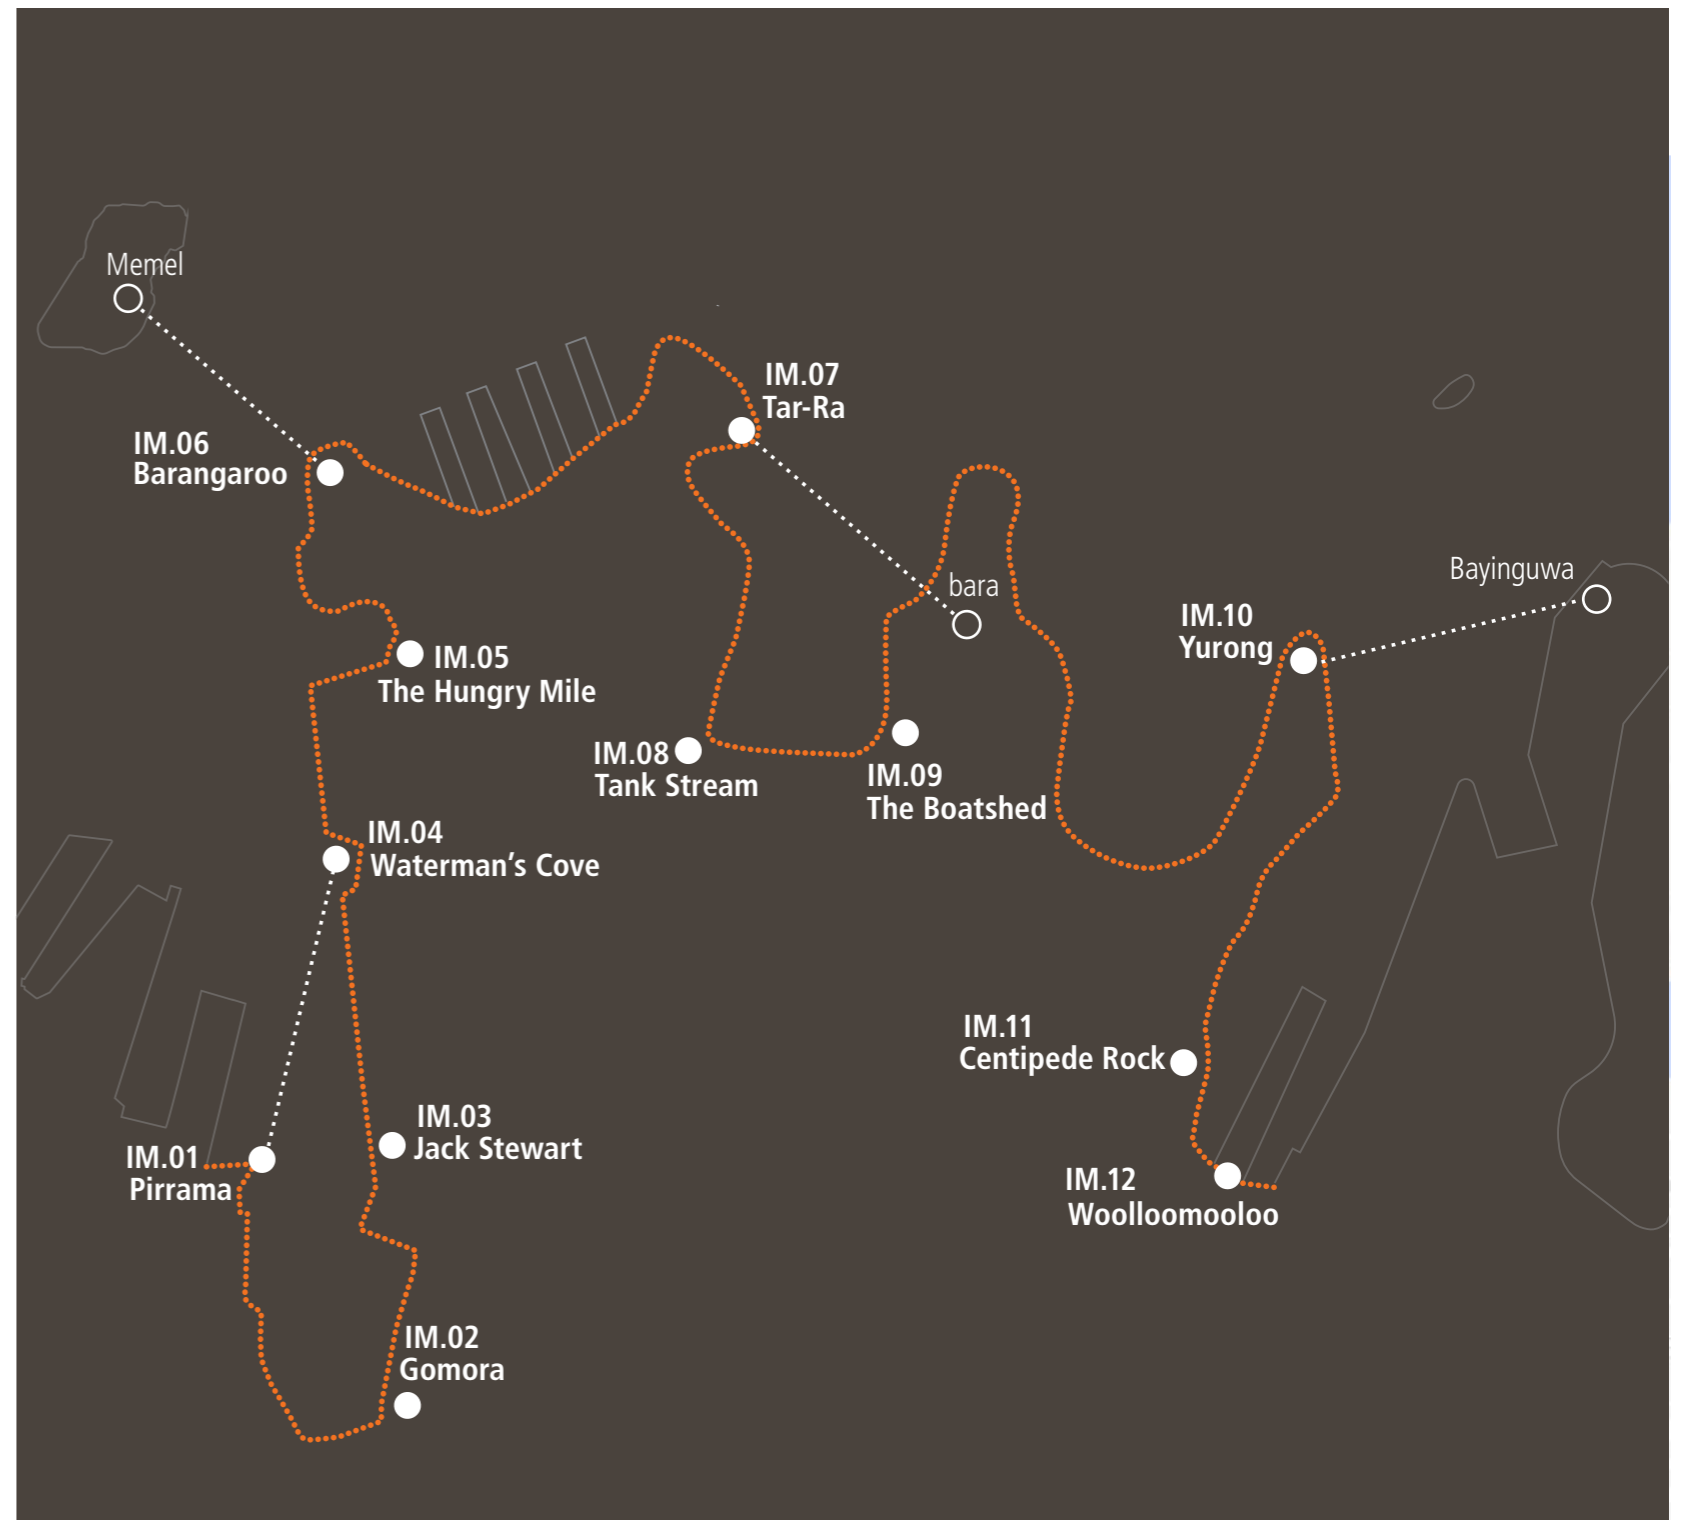 Memel
IM.06
Barangaroo
IM.07
Tar-Ra
bara
Bayinguwa
IM.10
Yurong
IM.05
The Hungry Mile
IM.08
Tank Stream
IM.09
The Boatshed
IM.04
Waterman’s Cove
IM.11
Centipede Rock
IM.03
Jack Stewart
IM.01
Pirrama
IM.12
Woolloomooloo
IM.02
Gomora